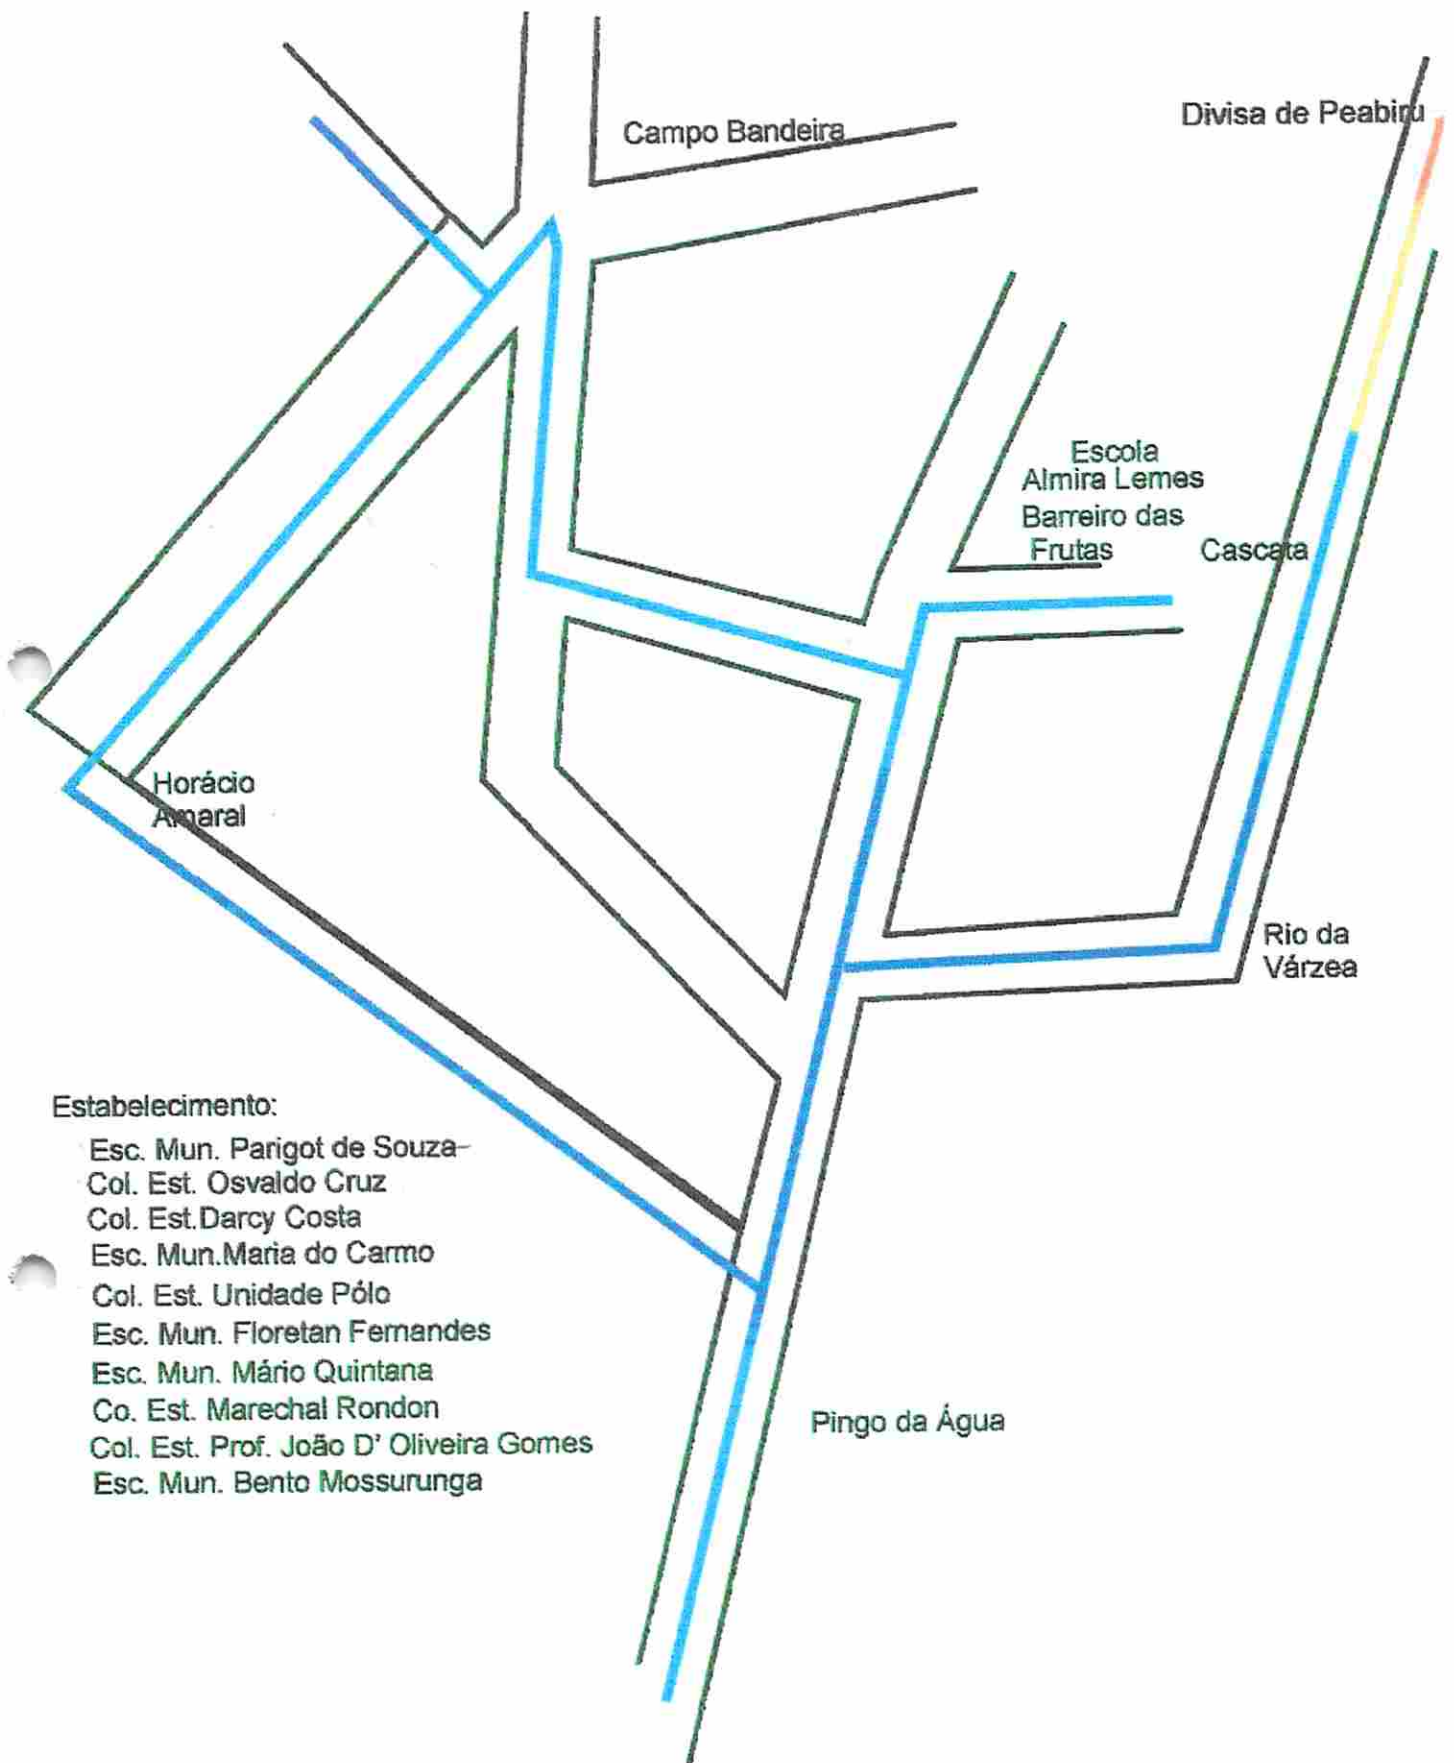 Campo Bandeira
Divisa de Peabiru
Escola
Almira Lemes
Barreiro das
Frutas
Cascata
Horácio
Amaral
Rio da
Várzea
Estabelecimento:
Esc. Mun. Parigot de Souza-
Col. Est. Osvaldo Cruz
Col. Est.Darcy Costa
Esc. Mun.Maria do Carmo
Col. Est. Unidade Pólo
Esc. Mun. Floretan Fernandes
Esc. Mun. Mário Quintana
Co. Est. Marechal Rondon
Col. Est. Prof. João D' Oliveira Gomes
Esc. Mun. Bento Mossurunga
Pingo da Água